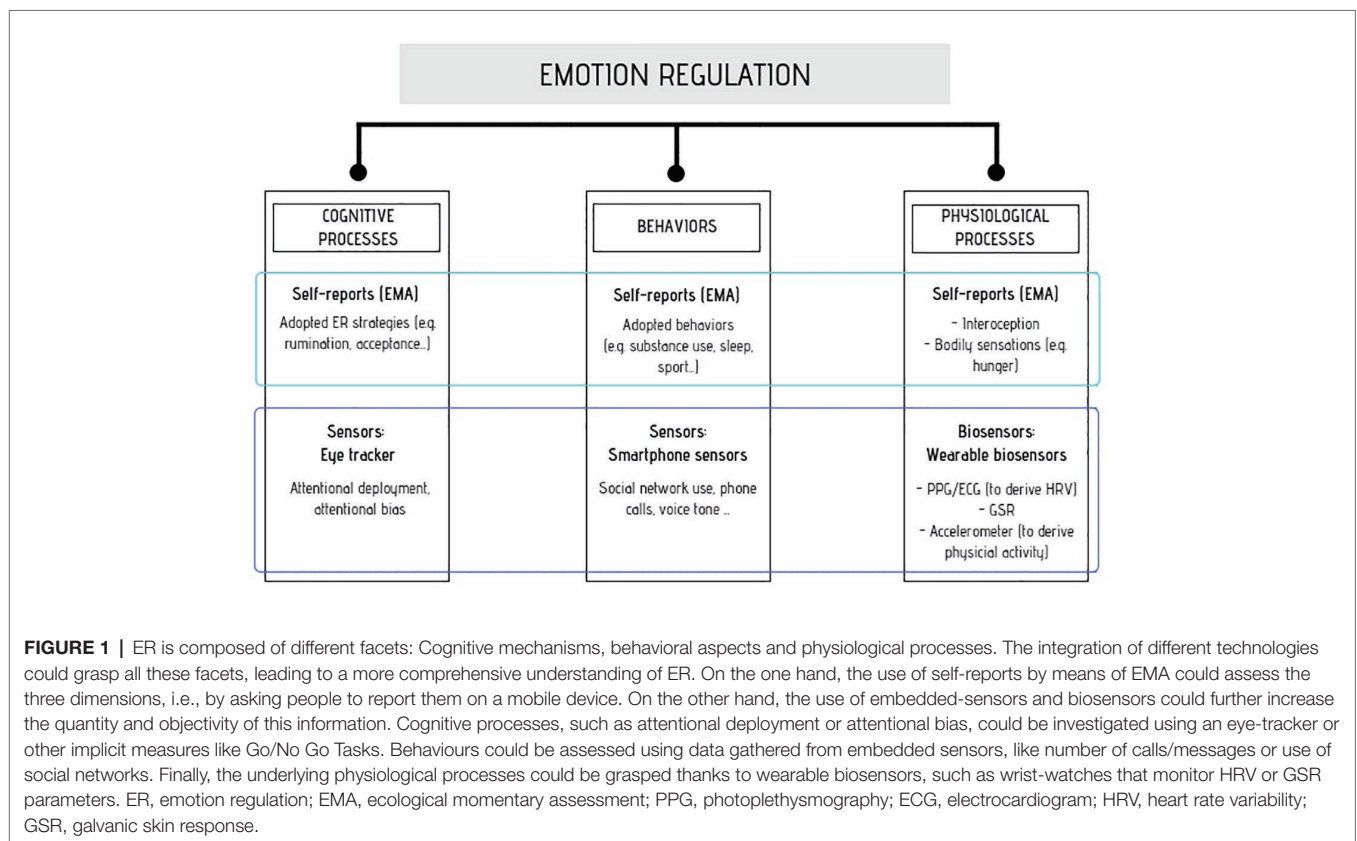 EMOTION REGULATION
COGNITIVE
PROCESSES
Self-reports (EMA)
Adopted ER strategies (e.g.
rumination, acceptance...)
Sensors:
Eye tracker
Attentional deployment,
attentional bias
BEHAVIORS
Self-reports (EMA)
Adopted behaviors
(e.g. substance use, sleep,
sport...)
Sensors:
Smartphone sensors
Social network use, phone
calls, voice tone ...
PHYSIOLOGICAL
PROCESSES
Self-reports (EMA)
- Interoception
- Bodily sensations (e.g.
hunger)
Biosensors:
Wearable biosensors
- PPG/ECG (to derive HRV)
- GSR
- Accelerometer (to derive
physicial activity)
FIGURE 1 | ER is composed of different facets: Cognitive mechanisms, behavioral aspects and physiological processes. The integration of different technologies
could grasp all these facets, leading to a more comprehensive understanding of ER. On the one hand, the use of self-reports by means of EMA could assess the
three dimensions, i.e., by asking people to report them on a mobile device. On the other hand, the use of embedded-sensors and biosensors could further increase
the quantity and objectivity of this information. Cognitive processes, such as attentional deployment or attentional bias, could be investigated using an eye-tracker or
other implicit measures like Go/No Go Tasks. Behaviours could be assessed using data gathered from embedded sensors, like number of calls/messages or use of
social networks. Finally, the underlying physiological processes could be grasped thanks to wearable biosensors, such as wrist-watches that monitor HRV or GSR
parameters. ER, emotion regulation; EMA, ecological momentary assessment; PPG, photoplethysmography; ECG, electrocardiogram; HRV, heart rate variability;
GSR, galvanic skin response.